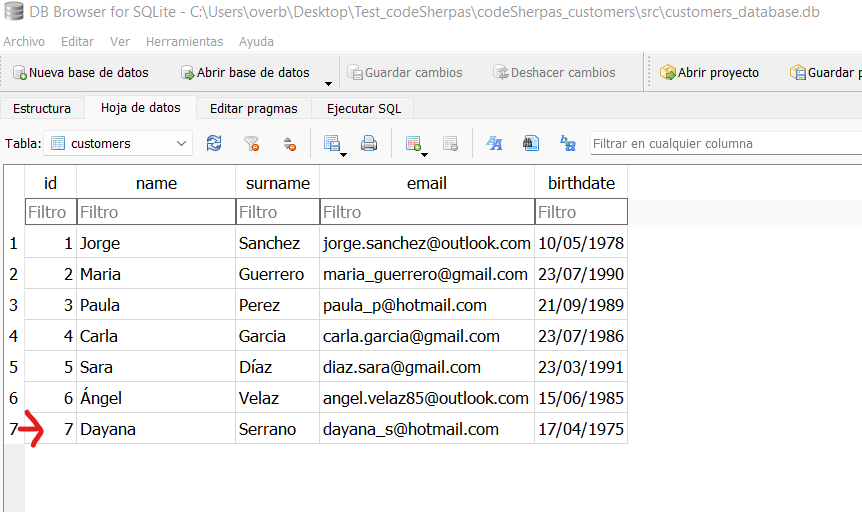 DB Browser for SQLite - C:\Users\overb\Desktop\Test_codeSherpas\codeSherpas_customers\src\customers_database.db
Archivo Editar Ver Herramientas Ayuda
Nueva base de datos Abrir base de datos Guardar cambios Deshacer cambios Abrir proyecto Guardar p
Estructura Hoja de datos Editar pragmas Ejecutar SQL
Tabla: customers Filtrar en cualquier columna
id name surname email birthdate
Filtro Filtro Filtro Filtro Filtro
1 1 Jorge Sanchez jorge.sanchez@outlook.com 10/05/1978
2 2 Maria Guerrero maria_guerrero@gmail.com 23/07/1990
3 3 Paula Perez paula_p@hotmail.com 21/09/1989
4 4 Carla Garcia carla.garcia@gmail.com 23/07/1986
5 5 Sara Díaz diaz.sara@gmail.com 23/03/1991
6 6 Ángel Velaz angel.velaz85@outlook.com 15/06/1985
7 7 Dayana Serrano dayana_s@hotmail.com 17/04/1975